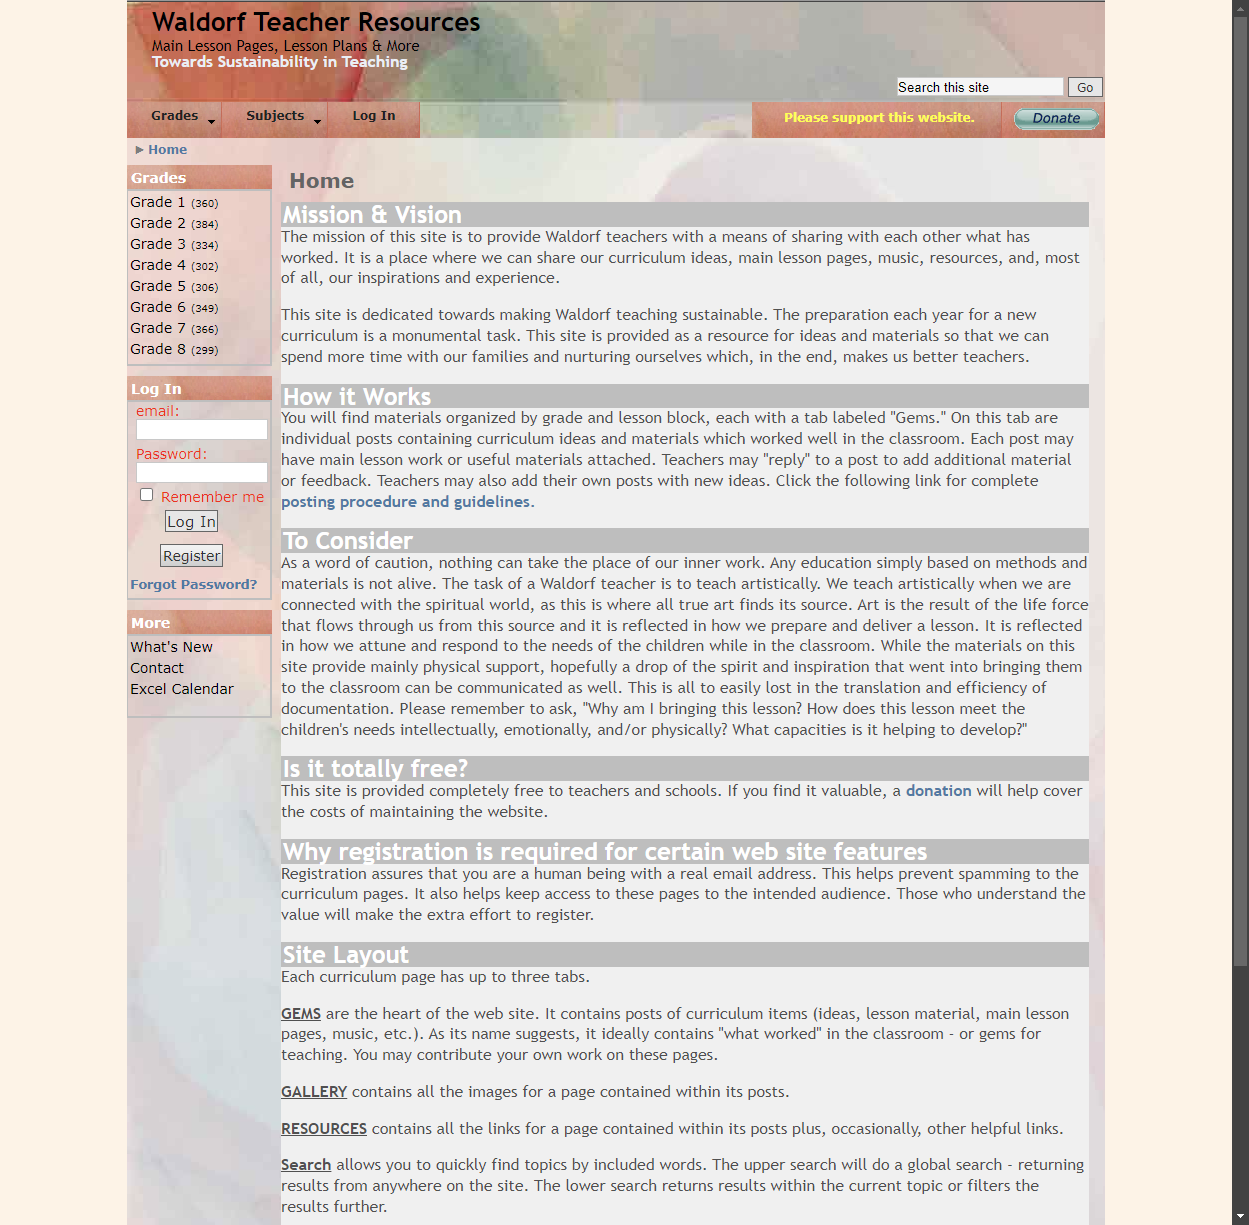 Waldorf Teacher Resources
Main Lesson Pages, Lesson Plans & More
Towards Sustainability in Teaching
Search this site Go
Grades Subjects Log In Please support this website. Donate
Home
Grades
Grade 1 (360)
Grade 2 (384)
Grade 3 (334)
Grade 4 (302)
Grade 5 (306)
Grade 6 (349)
Grade 7 (366)
Grade 8 (299)
Log In
email:
Password:
Remember me
Log In
Register
Forgot Password?
More
What's New
Contact
Excel Calendar
Home
Mission & Vision
The mission of this site is to provide Waldorf teachers with a means of sharing with each other what has
worked. It is a place where we can share our curriculum ideas, main lesson pages, music, resources, and, most
of all, our inspirations and experience.
This site is dedicated towards making Waldorf teaching sustainable. The preparation each year for a new
curriculum is a monumental task. This site is provided as a resource for ideas and materials so that we can
spend more time with our families and nurturing ourselves which, in the end, makes us better teachers.
How it Works
You will find materials organized by grade and lesson block, each with a tab labeled "Gems." On this tab are
individual posts containing curriculum ideas and materials which worked well in the classroom. Each post may
have main lesson work or useful materials attached. Teachers may "reply" to a post to add additional material
or feedback. Teachers may also add their own posts with new ideas. Click the following link for complete
posting procedure and guidelines.
To Consider
As a word of caution, nothing can take the place of our inner work. Any education simply based on methods and
materials is not alive. The task of a Waldorf teacher is to teach artistically. We teach artistically when we are
connected with the spiritual world, as this is where all true art finds its source. Art is the result of the life force
that flows through us from this source and it is reflected in how we prepare and deliver a lesson. It is reflected
in how we attune and respond to the needs of the children while in the classroom. While the materials on this
site provide mainly physical support, hopefully a drop of the spirit and inspiration that went into bringing them
to the classroom can be communicated as well. This is all to easily lost in the translation and efficiency of
documentation. Please remember to ask, "Why am I bringing this lesson? How does this lesson meet the
children's needs intellectually, emotionally, and/or physically? What capacities is it helping to develop?"
Is it totally free?
This site is provided completely free to teachers and schools. If you find it valuable, a donation will help cover
the costs of maintaining the website.
Why registration is required for certain web site features
Registration assures that you are a human being with a real email address. This helps prevent spamming to the
curriculum pages. It also helps keep access to these pages to the intended audience. Those who understand the
value will make the extra effort to register.
Site Layout
Each curriculum page has up to three tabs.
GEMS are the heart of the web site. It contains posts of curriculum items (ideas, lesson material, main lesson
pages, music, etc.). As its name suggests, it ideally contains "what worked" in the classroom - or gems for
teaching. You may contribute your own work on these pages.
GALLERY contains all the images for a page contained within its posts.
RESOURCES contains all the links for a page contained within its posts plus, occasionally, other helpful links.
Search allows you to quickly find topics by included words. The upper search will do a global search - returning
results from anywhere on the site. The lower search returns results within the current topic or filters the
results further.